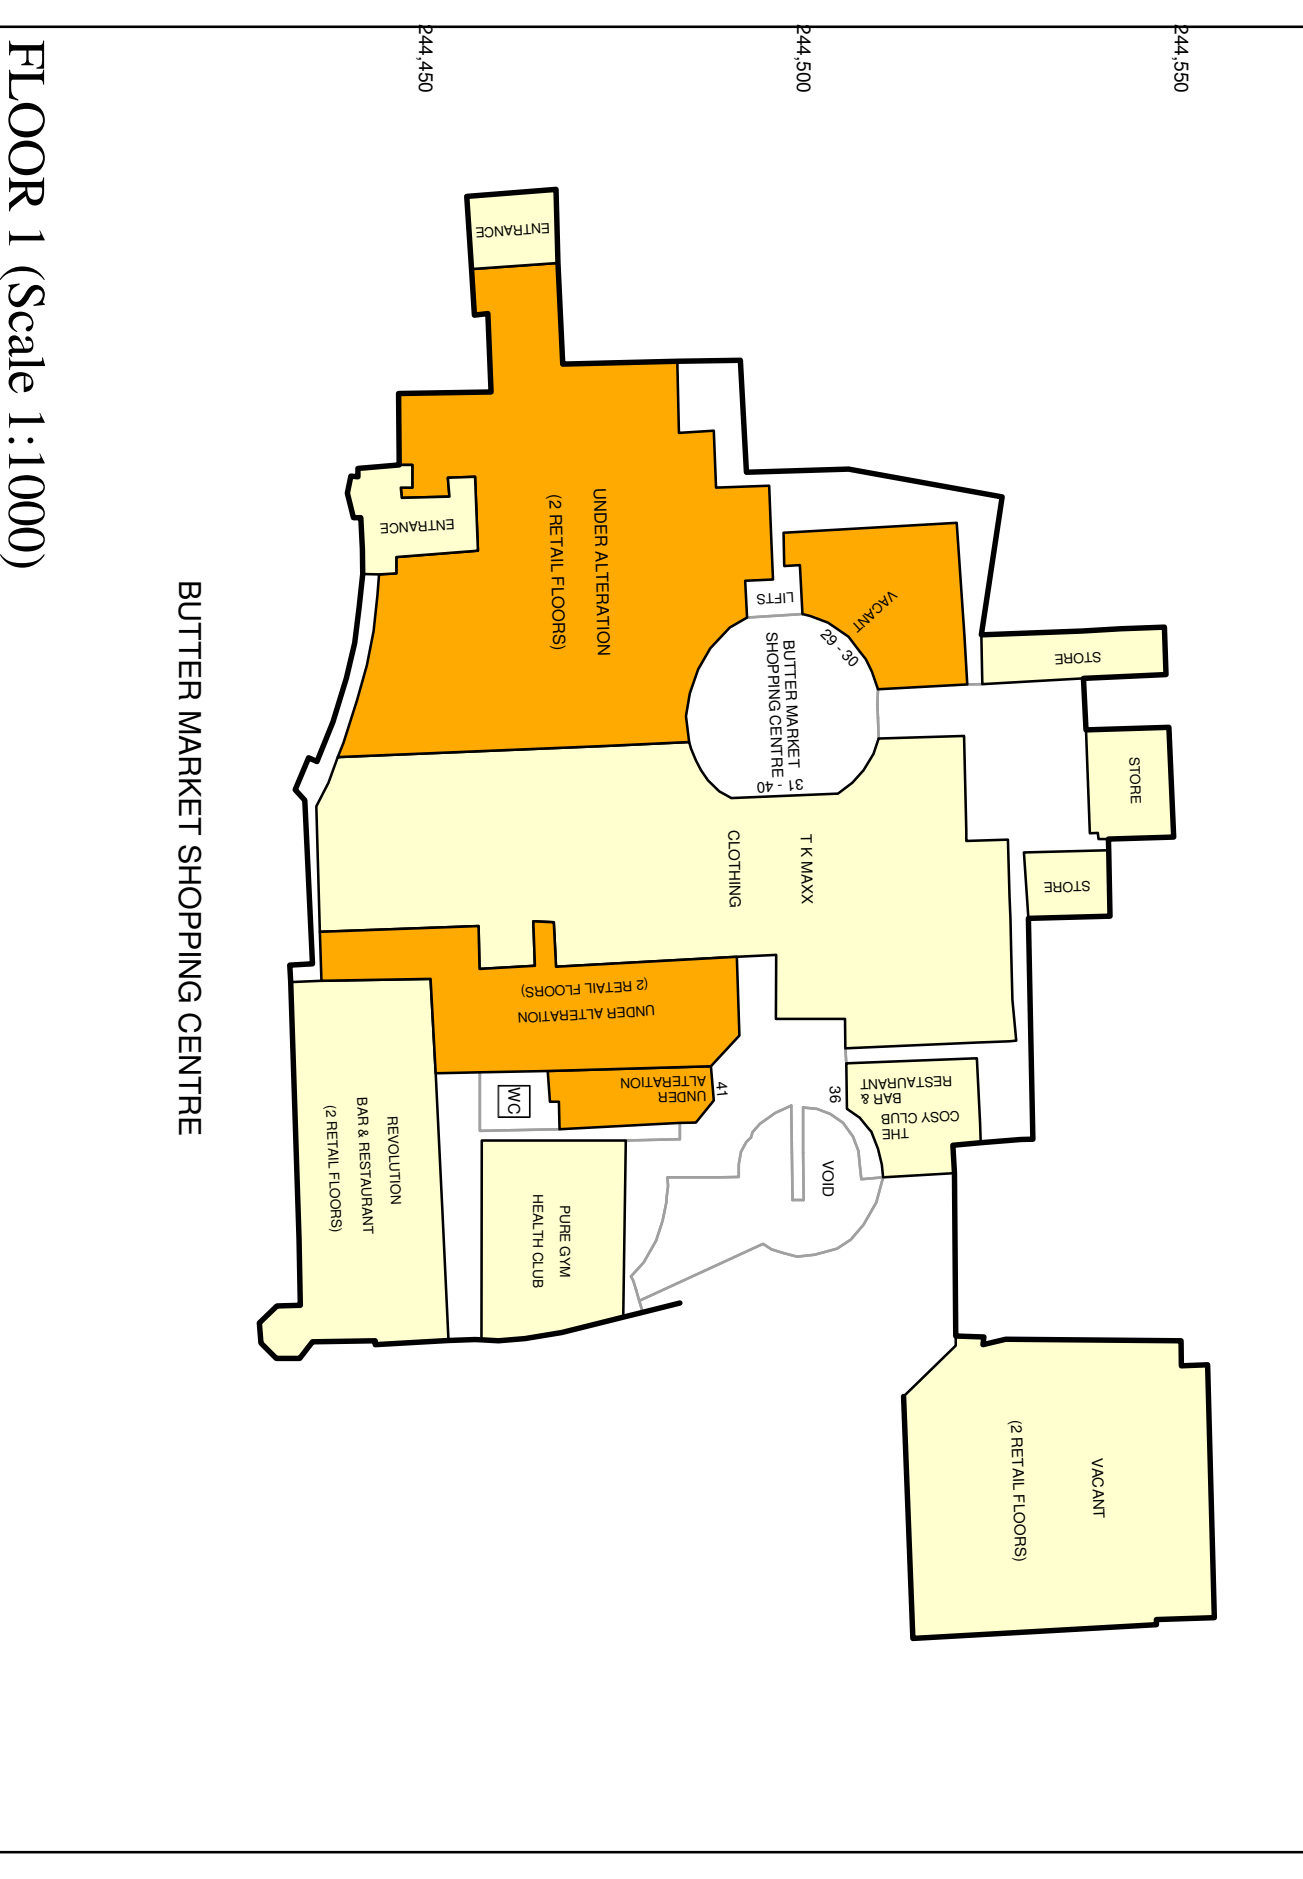 244,450
244,500
244,550
FLOOR 1 (Scale 1:1000)
BUTTER MARKET SHOPPING CENTRE
ENTRANCE
ENTRANCE
UNDER ALTERATION
(2 RETAIL FLOORS)
LIFTS
VACANT
29 - 30
BUTTER MARKET
SHOPPING CENTRE
31 - 40
STORE
STORE
STORE
T K MAXX
CLOTHING
UNDER ALTERATION
(2 RETAIL FLOORS)
UNDER
ALTERATION
41
WC
36
THE
COSY CLUB
BAR &
RESTAURANT
VOID
REVOLUTION
BAR & RESTAURANT
(2 RETAIL FLOORS)
PURE GYM
HEALTH CLUB
VACANT
(2 RETAIL FLOORS)